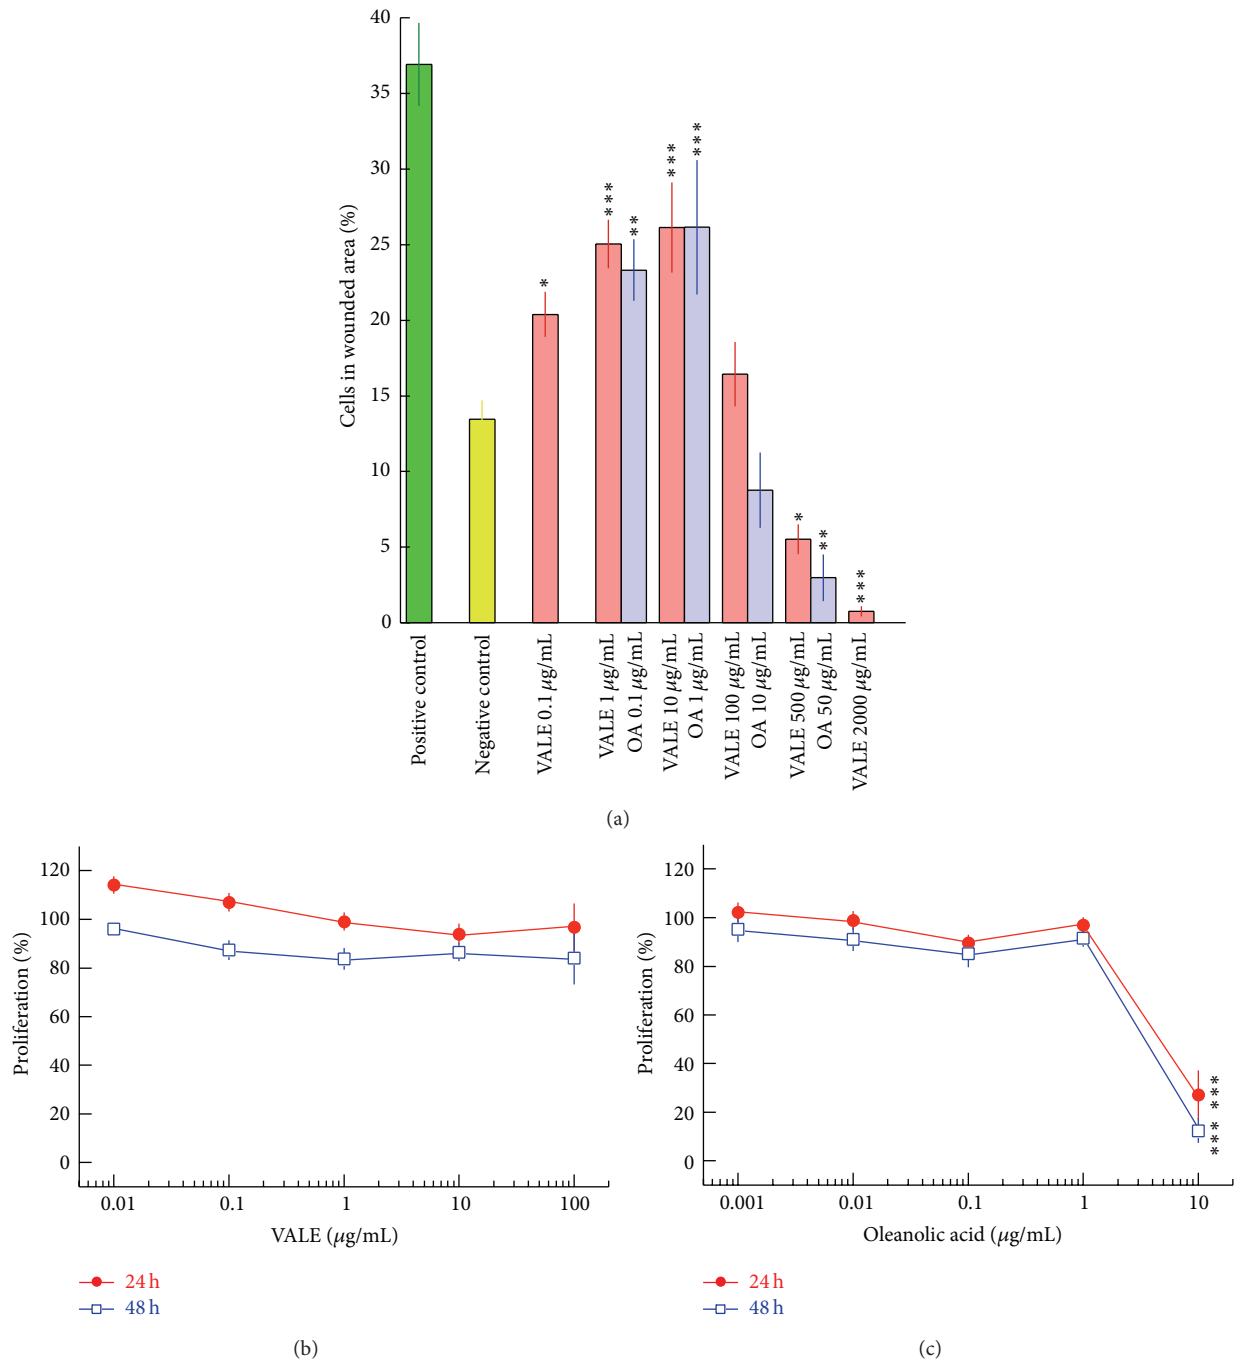 40
35
30
25
20
15
10
5
0
Cells in wounded area (%)
*
***
**
***
***
*
**
***
Positive control
Negative control
VALE 0.1 µg/mL
VALE 1 µg/mL
OA 0.1 µg/mL
VALE 10 µg/mL
OA 1 µg/mL
VALE 100 µg/mL
OA 10 µg/mL
VALE 500 µg/mL
OA 50 µg/mL
VALE 2000 µg/mL
(a)
120
100
80
60
40
20
0
Proliferation (%)
0.01 0.1 1 10 100
VALE (µg/mL)
24 h
48 h
(b)
120
100
80
60
40
20
0
Proliferation (%)
***
***
0.001 0.01 0.1 1 10
Oleanolic acid (µg/mL)
24 h
48 h
(c)